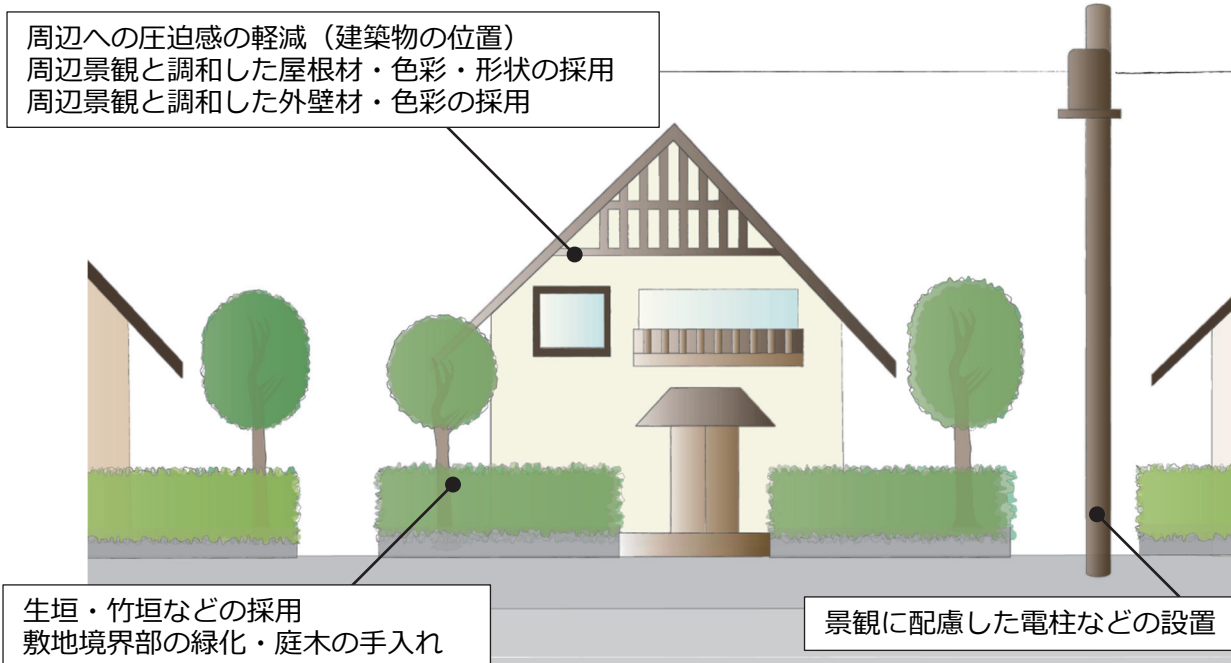 周辺への圧迫感の軽減（建築物の位置）
周辺景観と調和した屋根材・色彩・形状の採用
周辺景観と調和した外壁材・色彩の採用
生垣・竹垣などの採用
敷地境界部の緑化・庭木の手入れ
景観に配慮した電柱などの設置